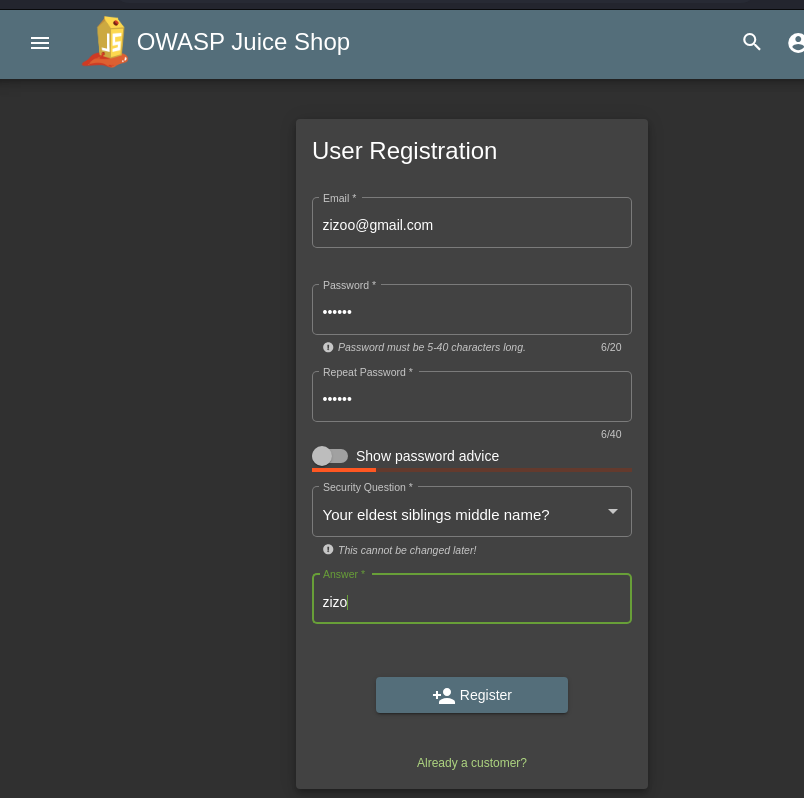 OWASP Juice Shop
User Registration
Email *
zizoo@gmail.com
Password *
••••••
Password must be 5-40 characters long.
6/20
Repeat Password *
••••••
6/40
Show password advice
Security Question *
Your eldest siblings middle name?
This cannot be changed later!
Answer *
zizo
Register
Already a customer?